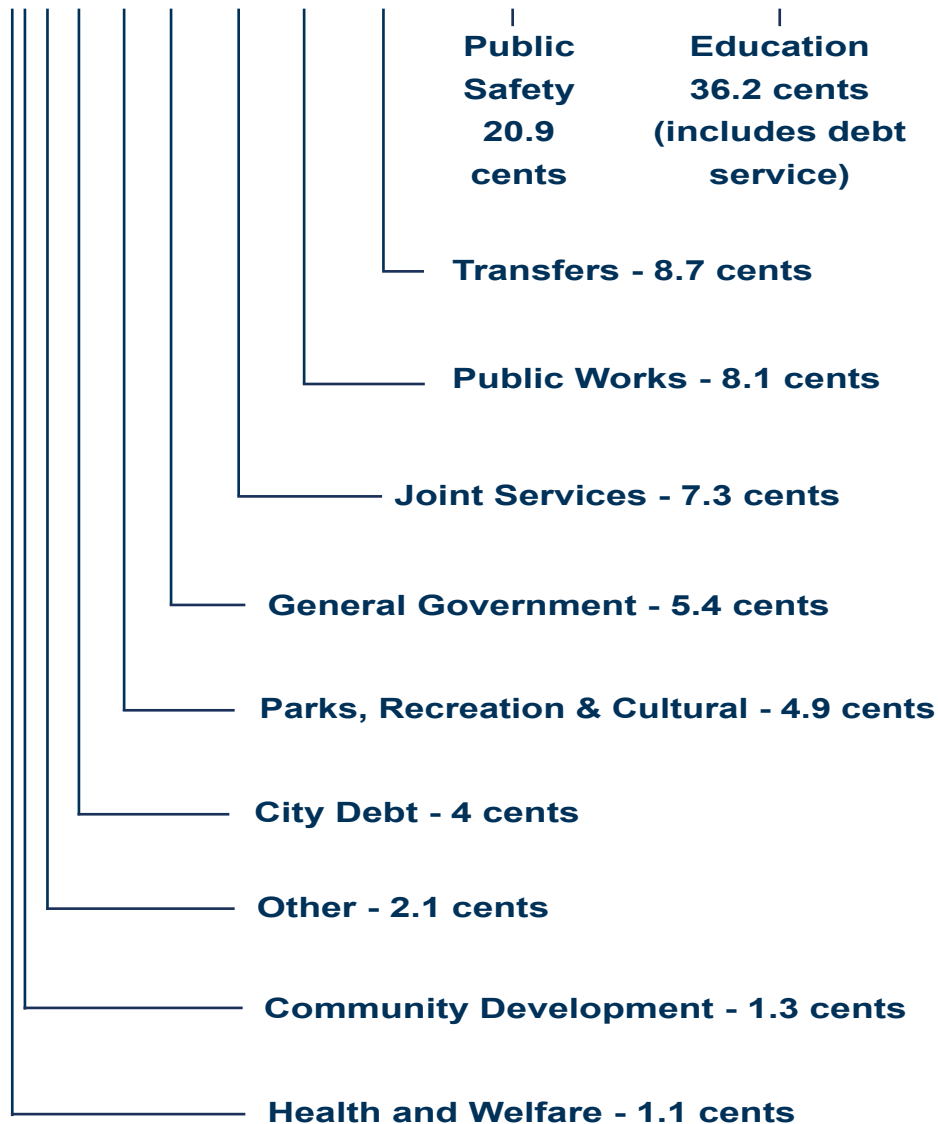 Public
Safety
20.9
cents
Education
36.2 cents
(includes debt
service)
Transfers - 8.7 cents
Public Works - 8.1 cents
Joint Services - 7.3 cents
General Government - 5.4 cents
Parks, Recreation & Cultural - 4.9 cents
City Debt - 4 cents
Other - 2.1 cents
Community Development - 1.3 cents
Health and Welfare - 1.1 cents